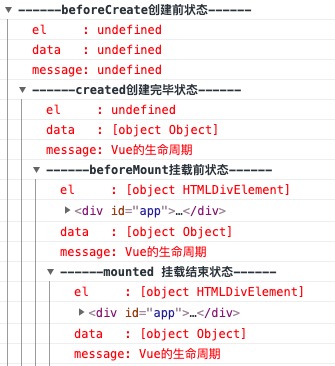 ------beforeCreate创建前状态------
el : undefined
data : undefined
message: undefined
------created创建完毕状态------
el : undefined
data : [object Object]
message: Vue的生命周期
------beforeMount挂载前状态------
el : [object HTMLDivElement]
<div id="app">…</div>
data : [object Object]
message: Vue的生命周期
------mounted 挂载结束状态------
el : [object HTMLDivElement]
<div id="app">…</div>
data : [object Object]
message: Vue的生命周期